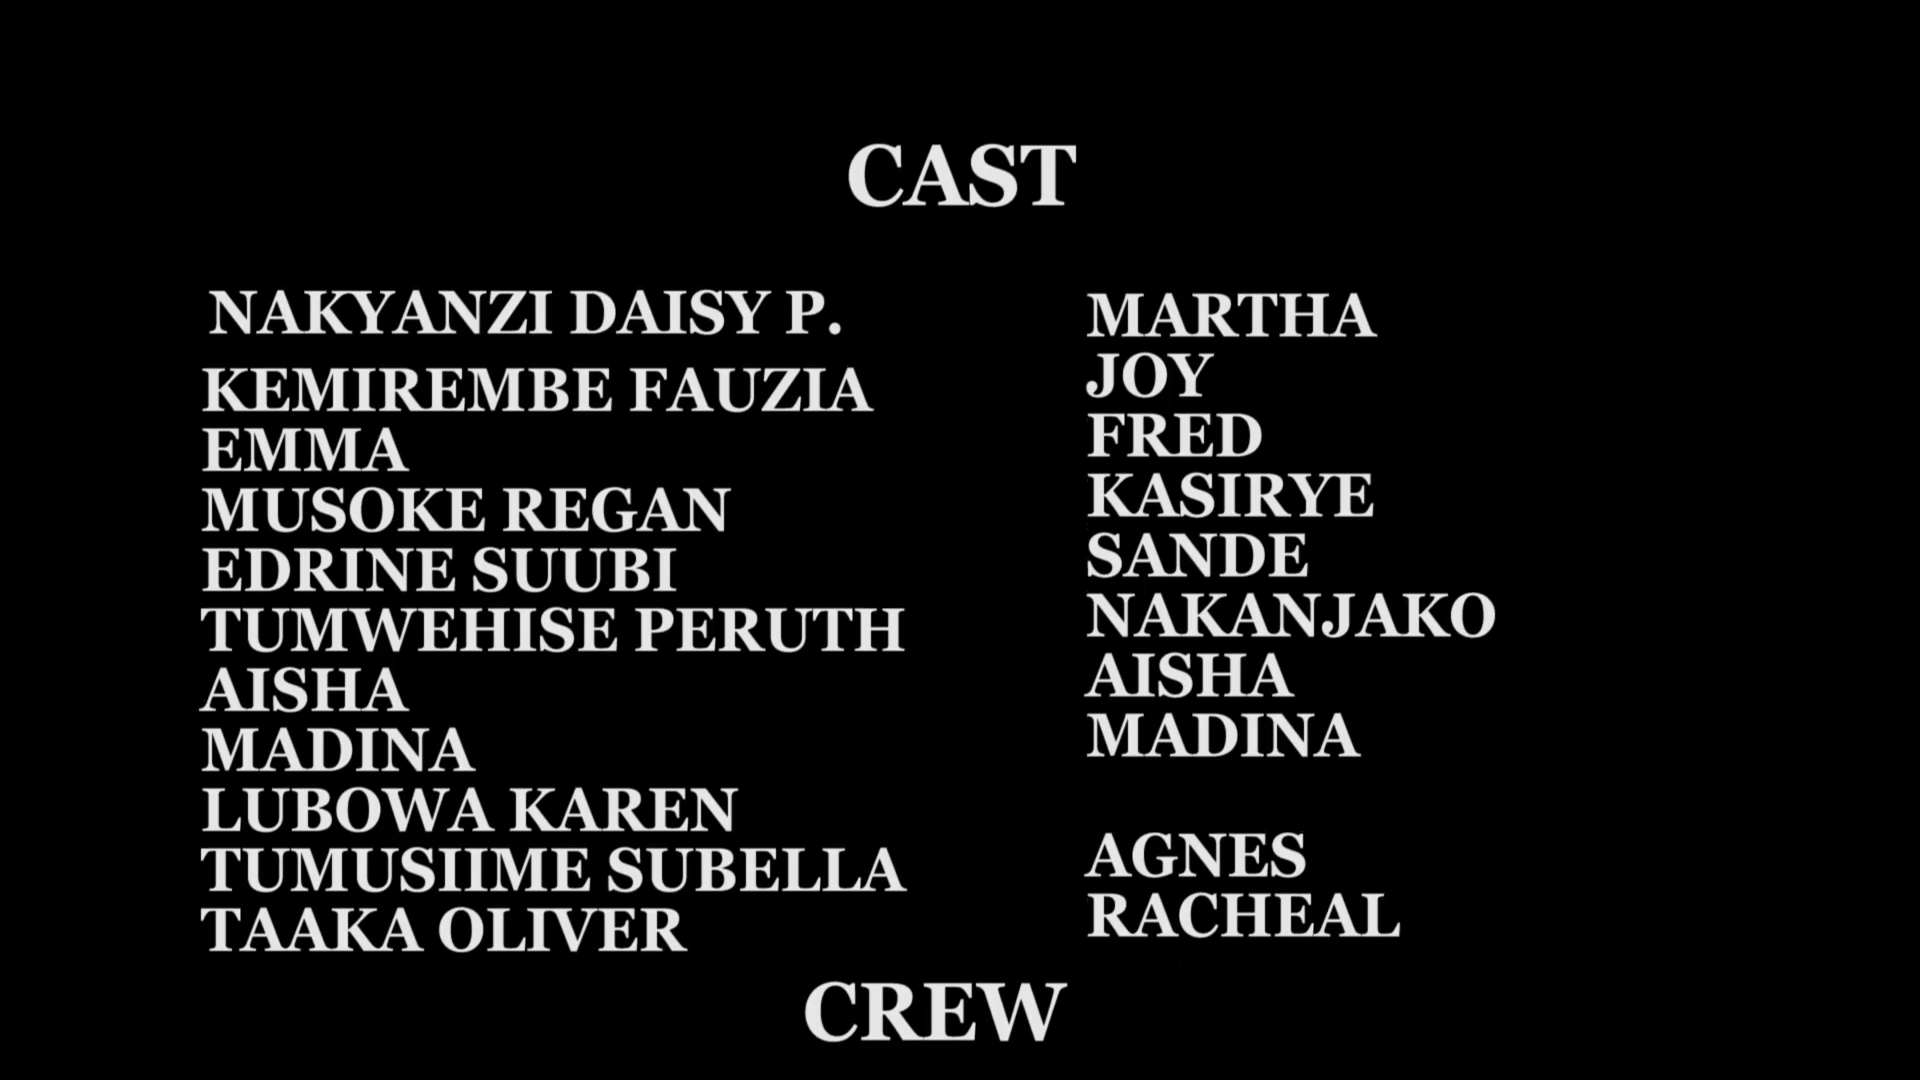 CAST
NAKYANZI DAISY P. MARTHA
KEMIREMBE FAUZIA JOY
EMMA FRED
MUSOKE REGAN KASIRYE
EDRINE SUUBI SANDE
TUMWEHISE PERUTH NAKANJAKO
AISHA AISHA
MADINA MADINA
LUBOWA KAREN
TUMUSIIME SUBELLA AGNES
TAAKA OLIVER RACHEAL
CREW